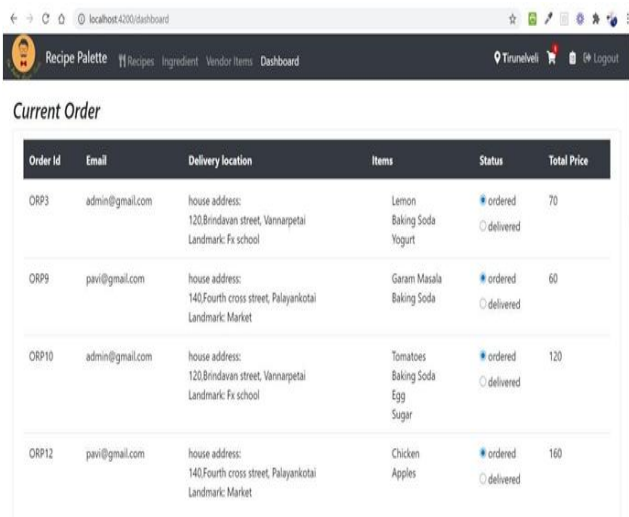 localhost:4200/dashboard
Recipe Palette Recipes Ingredient Vendor Items Dashboard Tirunelveli Logout
Current Order
Order Id Email Delivery location Items Status Total Price
ORP3 admin@gmail.com house address: Lemon ordered 70
120,Brindavan street, Vannarpetai Baking Soda delivered
Landmark: Fx school Yogurt
ORP9 pavi@gmail.com house address: Garam Masala ordered 60
140,Fourth cross street, Palayankotai Baking Soda delivered
Landmark: Market
ORP10 admin@gmail.com house address: Tomatoes ordered 120
120,Brindavan street, Vannarpetai Baking Soda delivered
Landmark: Fx school Egg
Sugar
ORP12 pavi@gmail.com house address: Chicken ordered 160
140,Fourth cross street, Palayankotai Apples delivered
Landmark: Market